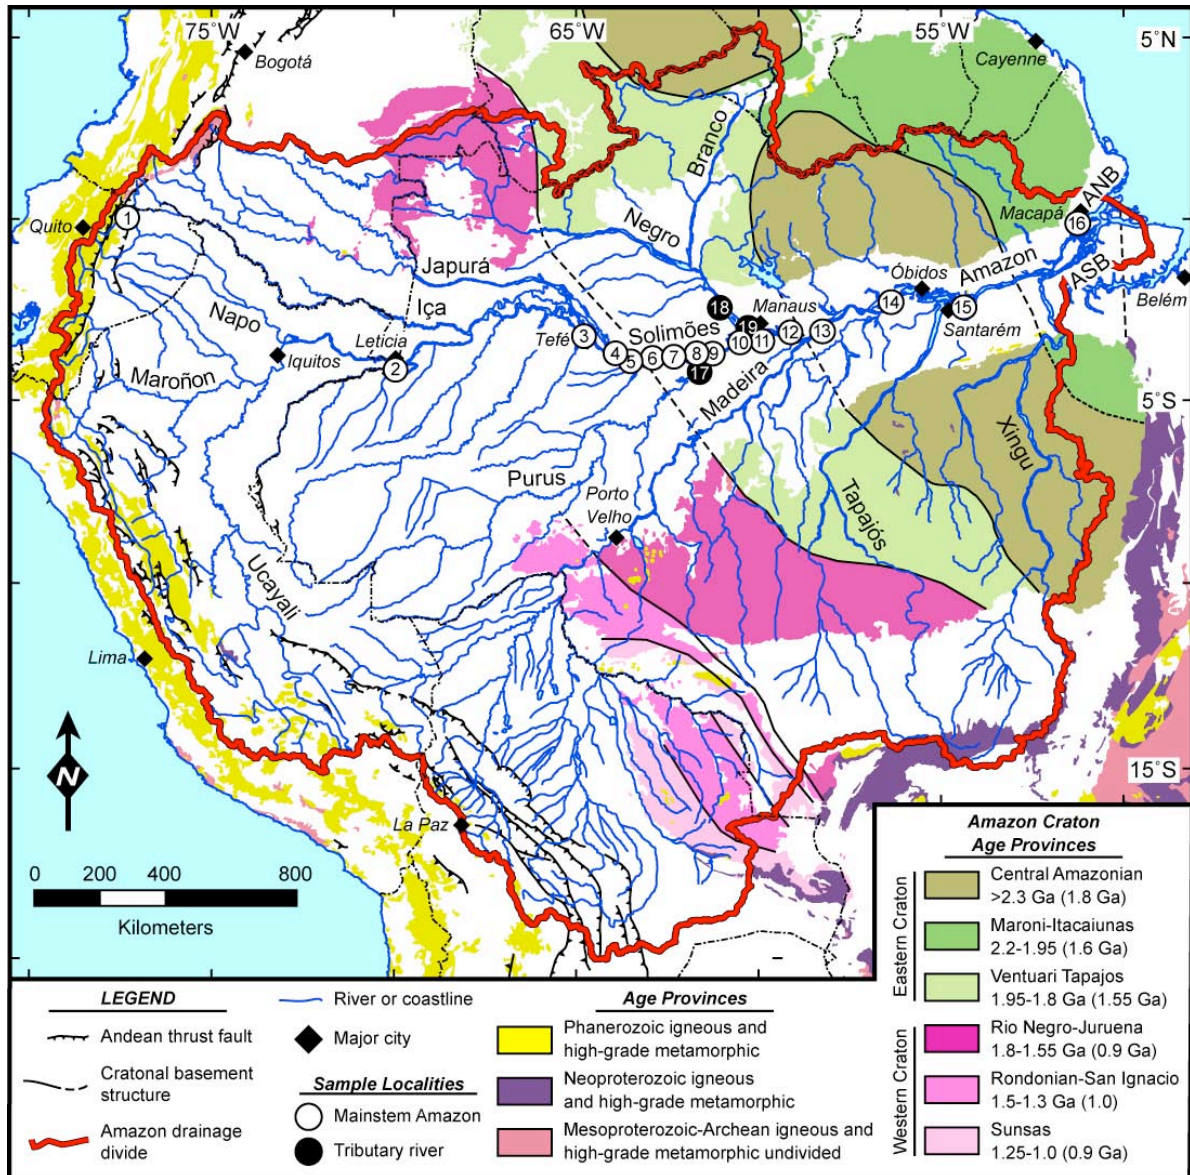 75°W
65°W
55°W
5°N
Bogotá
Cayenne
Branco
ANB
Macapá
16
1
Quito
Negro
Japurá
Óbidos
Amazon
ASB
Belém
Içá
18
Manaus
14
15
Santarém
Napo
Tefé
3
Solimões
19
12
13
Leticia
4
5
6
7
8
9
10
11
Iquitos
2
17
Maroñon
Madeira
5°S
Xingu
Purus
Porto
Velho
Tapajós
Ucayali
Lima
N
15°S
La Paz
0
200
400
800
Kilometers
Amazon Craton
Age Provinces
Eastern Craton
Central Amazonian
>2.3 Ga (1.8 Ga)
Maroni-Itacaiunas
2.2-1.95 (1.6 Ga)
Ventuari Tapajos
1.95-1.8 Ga (1.55 Ga)
Western Craton
Rio Negro-Juruena
1.8-1.55 Ga (0.9 Ga)
Rondonian-San Ignacio
1.5-1.3 Ga (1.0)
Sunsas
1.25-1.0 (0.9 Ga)
LEGEND
Andean thrust fault
Cratonal basement
structure
Amazon drainage
divide
River or coastline
Major city
Sample Localities
Mainstem Amazon
Tributary river
Age Provinces
Phanerozoic igneous and
high-grade metamorphic
Neoproterozoic igneous
and high-grade metamorphic
Mesoproterozoic-Archean igneous and
high-grade metamorphic undivided